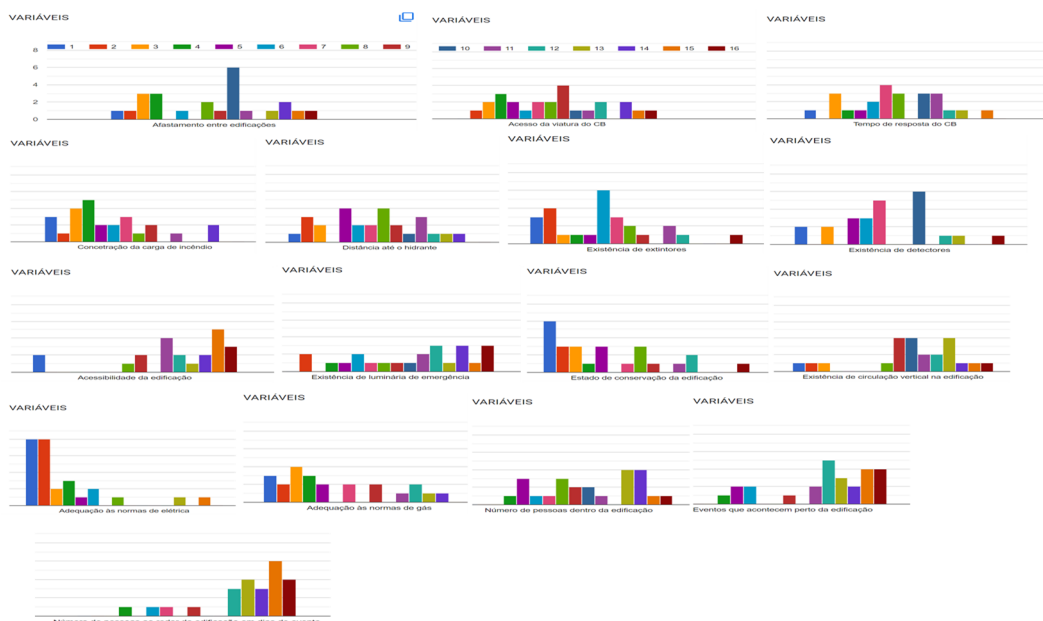 VARIÁVEIS
8 1 2 3 4 5 6 7 8 9
6
4
2
0
Afastamento entre edificações
VARIÁVEIS
10 11 12 13 14 15 16
Acesso da viatura do CB
VARIÁVEIS
Tempo de resposta do CB
VARIÁVEIS
Concetração da carga de incêndio
VARIÁVEIS
Distância até o hidrante
VARIÁVEIS
Existência de extintores
VARIÁVEIS
Existência de detectores
VARIÁVEIS
Acessibilidade da edificação
VARIÁVEIS
Existência de luminária de emergência
VARIÁVEIS
Estado de conservação da edificação
VARIÁVEIS
Existência de circulação vertical na edificação
VARIÁVEIS
Adequação às normas de elétrica
VARIÁVEIS
Adequação às normas de gás
VARIÁVEIS
Número de pessoas dentro da edificação
VARIÁVEIS
Eventos que acontecem perto da edificação